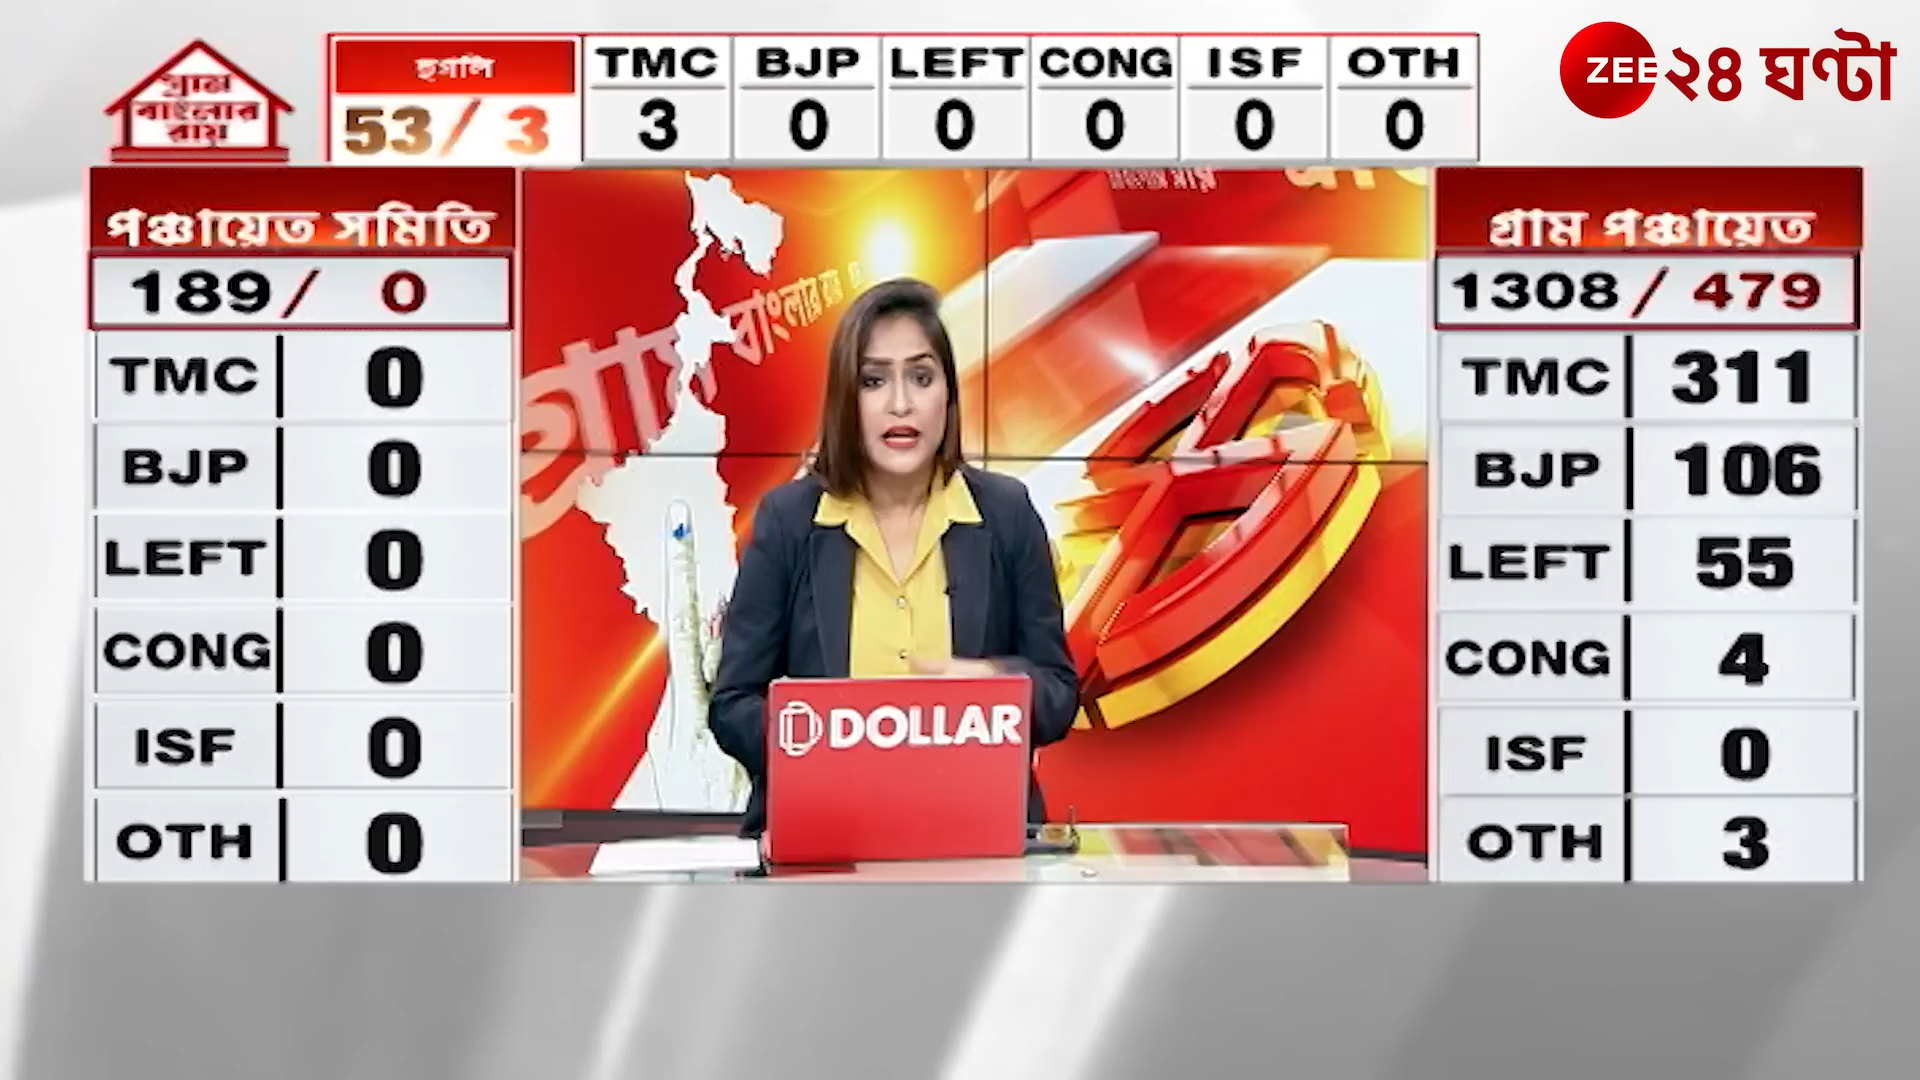 গ্রাম
বাংলার
রায়
হুগলি
53/ 3
TMC BJP LEFT CONG ISF OTH
3 0 0 0 0 0
ZEE ২৪ ঘণ্টা
পঞ্চায়েত সমিতি
189/ 0
TMC 0
BJP 0
LEFT 0
CONG 0
ISF 0
OTH 0
গ্রাম
বাংলার
DOLLAR
গ্রাম পঞ্চায়েত
1308/ 479
TMC 311
BJP 106
LEFT 55
CONG 4
ISF 0
OTH 3